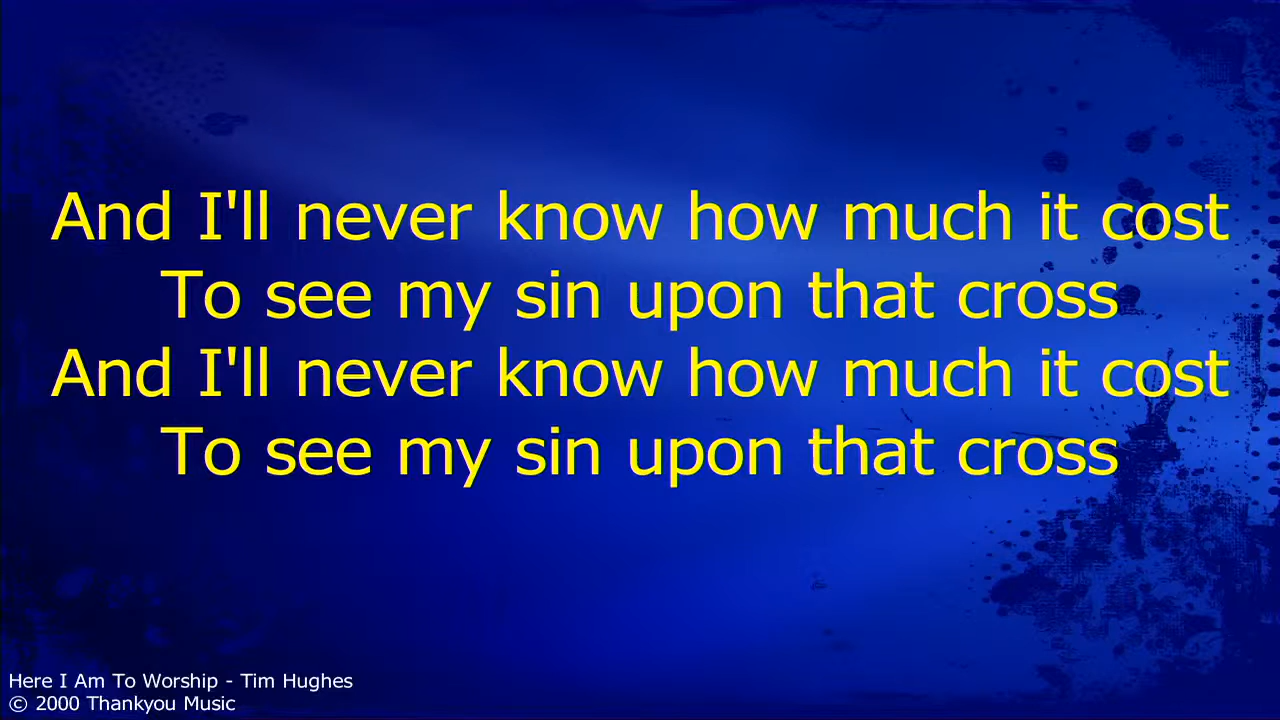 And I'll never know how much it cost
To see my sin upon that cross
And I'll never know how much it cost
To see my sin upon that cross
Here I Am To Worship - Tim Hughes
© 2000 Thankyou Music